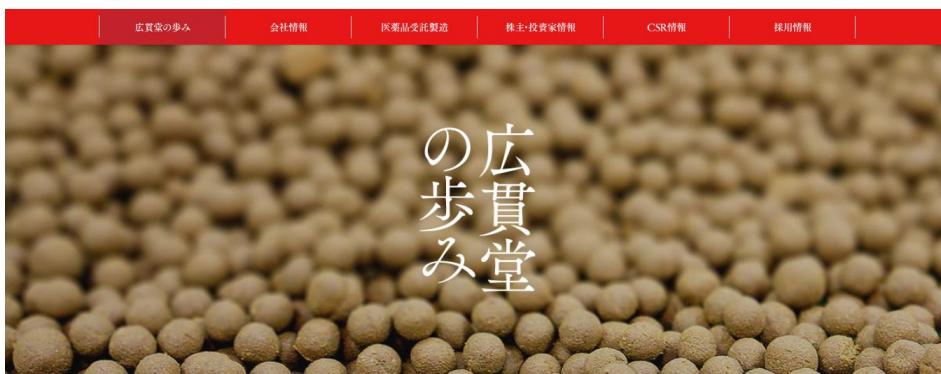 広貫堂の歩み
会社情報
医薬品受託製造
株主・投資家情報
CSR情報
採用情報
広貫堂
の歩み